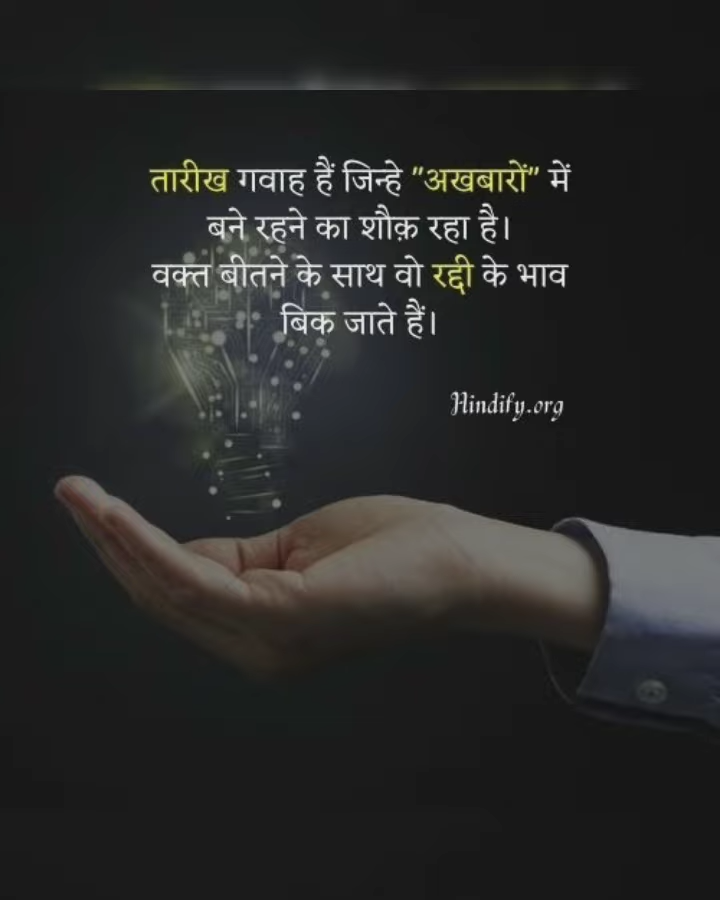 तारीख गवाह हैं जिन्हे "अखबारों" में
बने रहने का शौक़ रहा है।
वक्त बीतने के साथ वो रद्दी के भाव
बिक जाते हैं।
Hindify.org